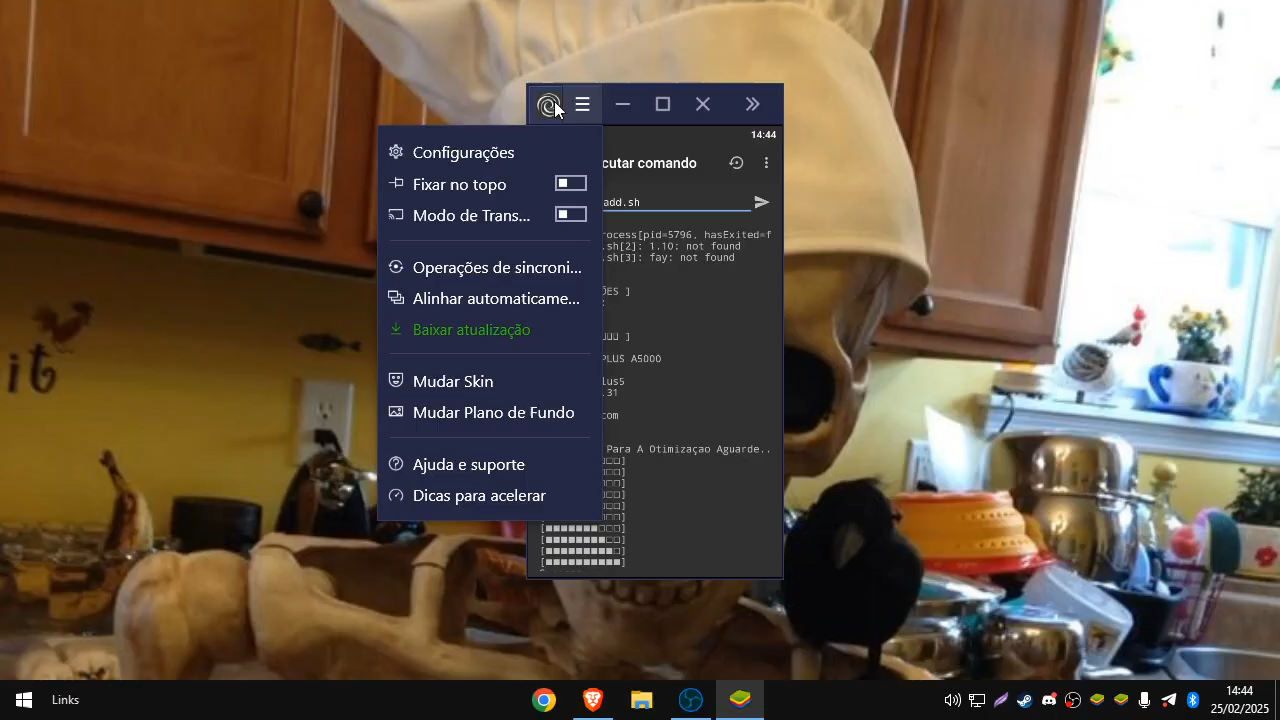 it
14:44
Configurações
cutar comando
Fixar no topo
add.sh
Modo de Trans...
rocess[pid=5796, hasExited=f
.sh[2]: 1.10: not found
.sh[3]: fay: not found
Operações de sincroni...
ÕES ]
Alinhar automaticame...
Baixar atualização
PLUS A5000
Mudar Skin
lus5
.31
Mudar Plano de Fundo
com
Para A Otimizaçao Aguarde..
Ajuda e suporte
Dicas para acelerar
Links
14:44
25/02/2025